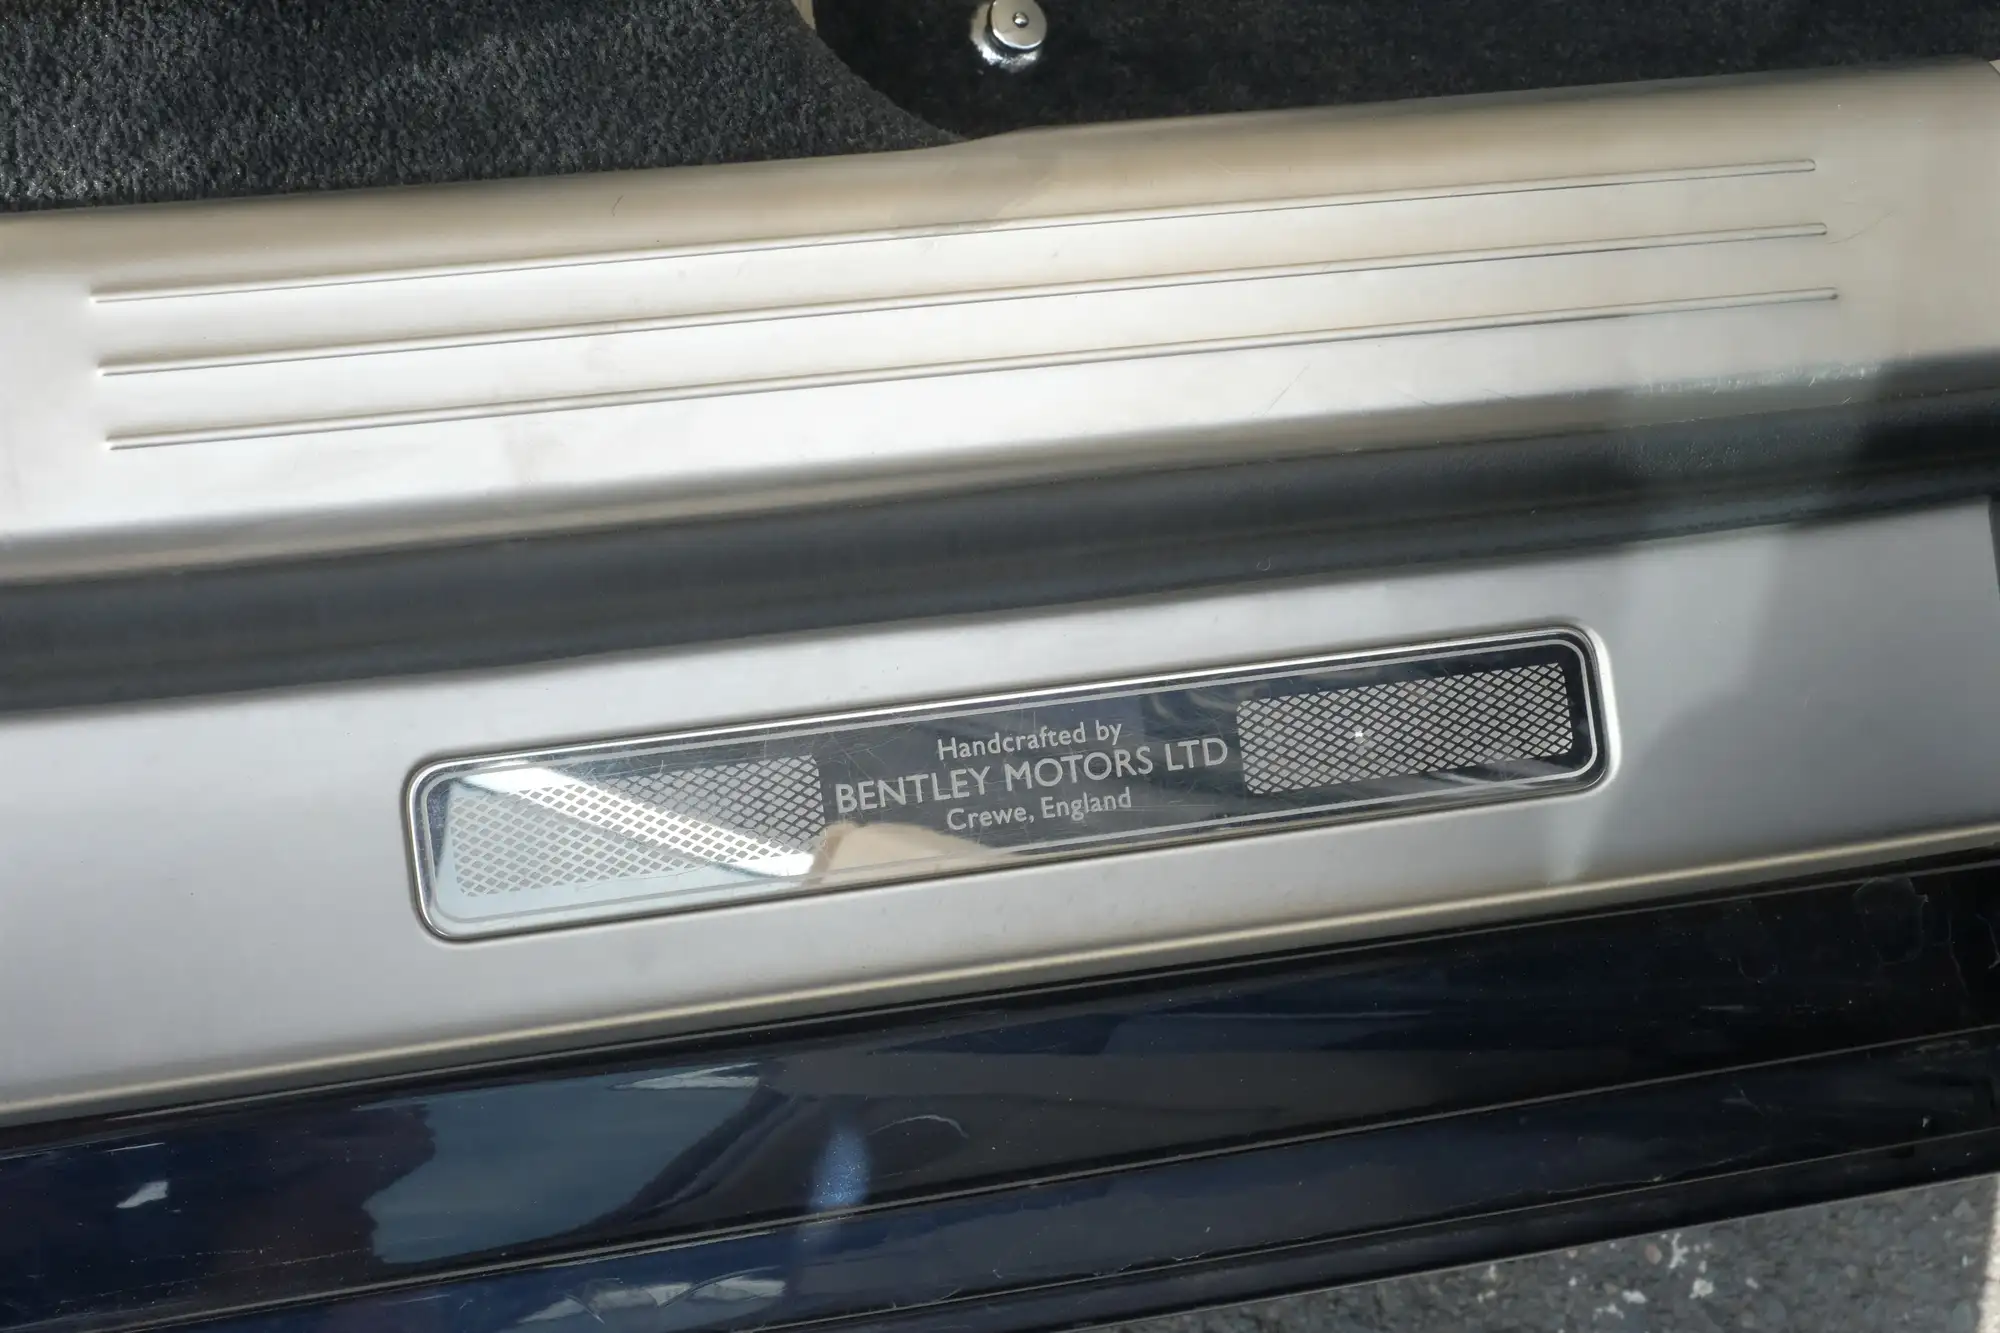 Handcrafted by
BENTLEY MOTORS LTD
Crewe, England